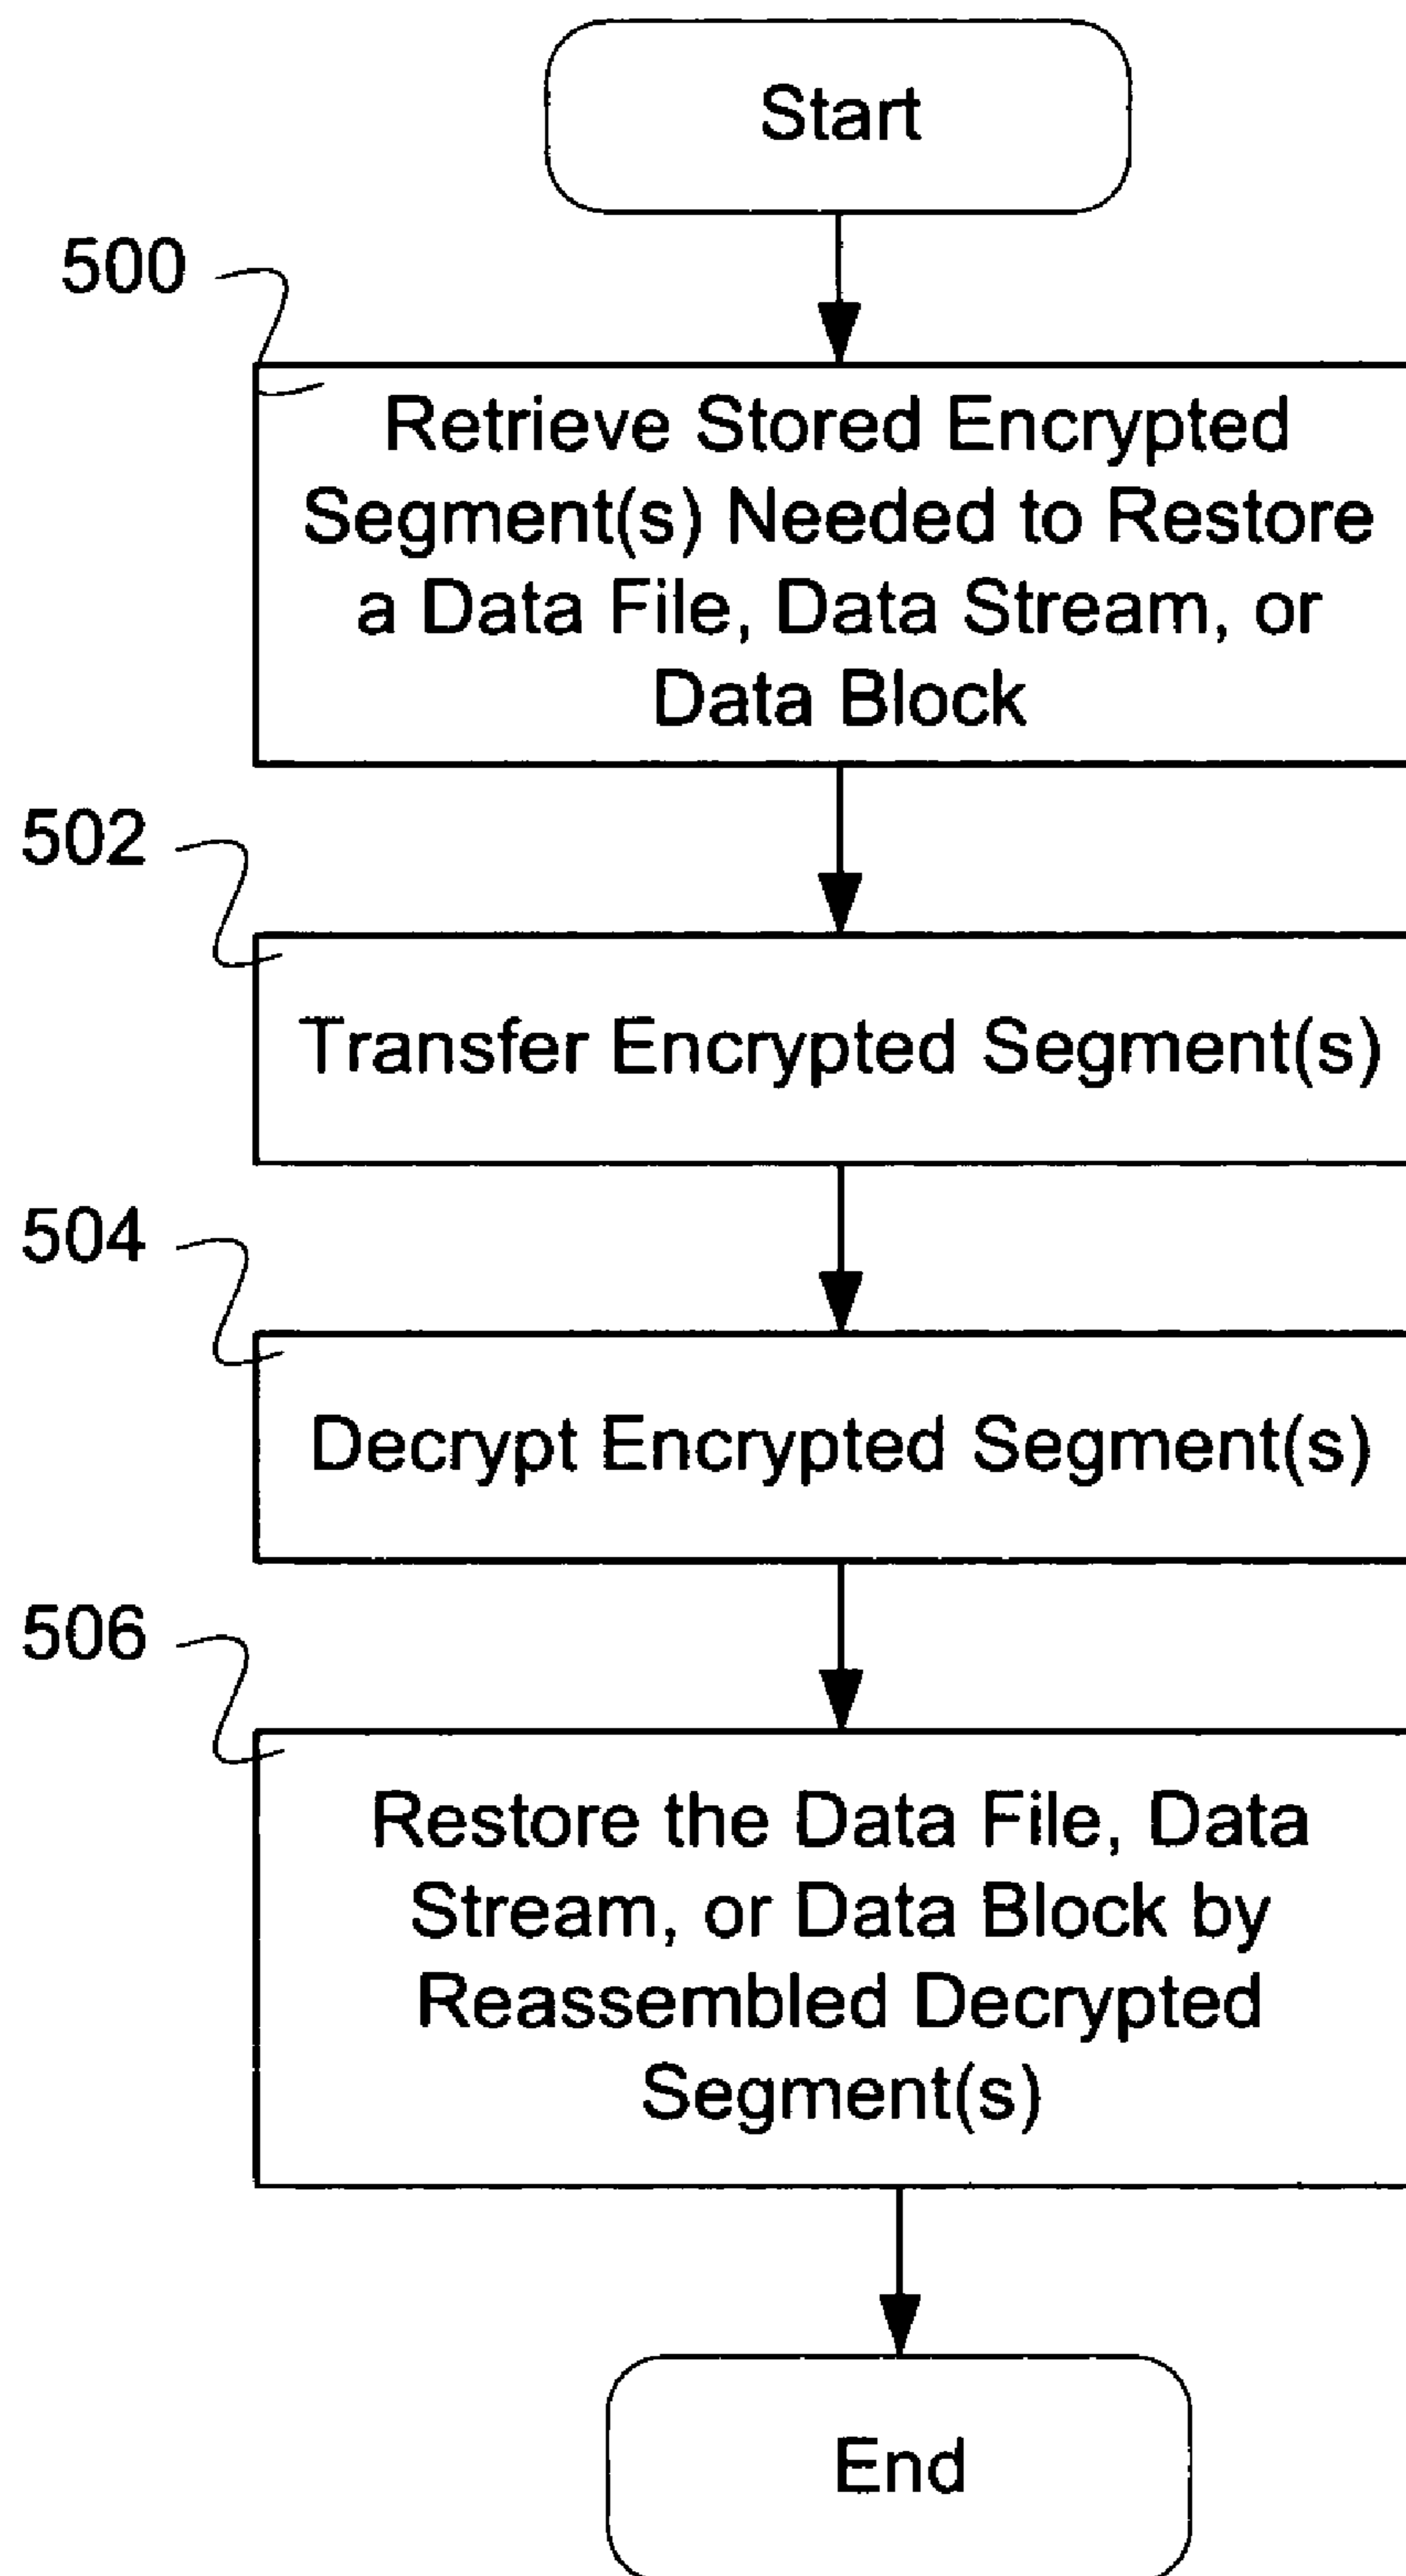 Start
500
Retrieve Stored Encrypted
Segment(s) Needed to Restore
a Data File, Data Stream, or
Data Block
502
Transfer Encrypted Segment(s)
504
Decrypt Encrypted Segment(s)
506
Restore the Data File, Data
Stream, or Data Block by
Reassembled Decrypted
Segment(s)
End